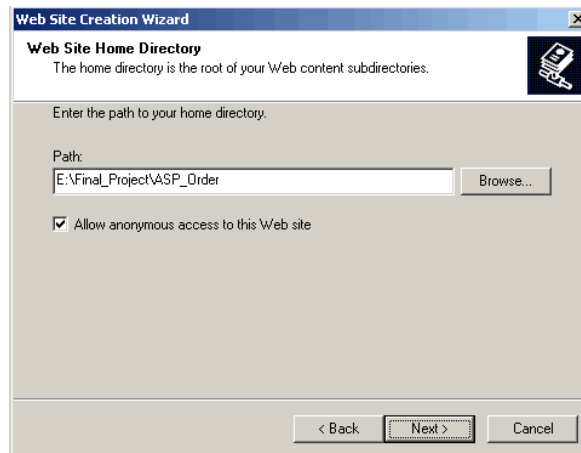 Web Site Creation Wizard
Web Site Home Directory
The home directory is the root of your Web content subdirectories.
Enter the path to your home directory.
Path:
E:\Final_Project\ASP_Order
Browse...
Allow anonymous access to this Web site
< Back
Next >
Cancel